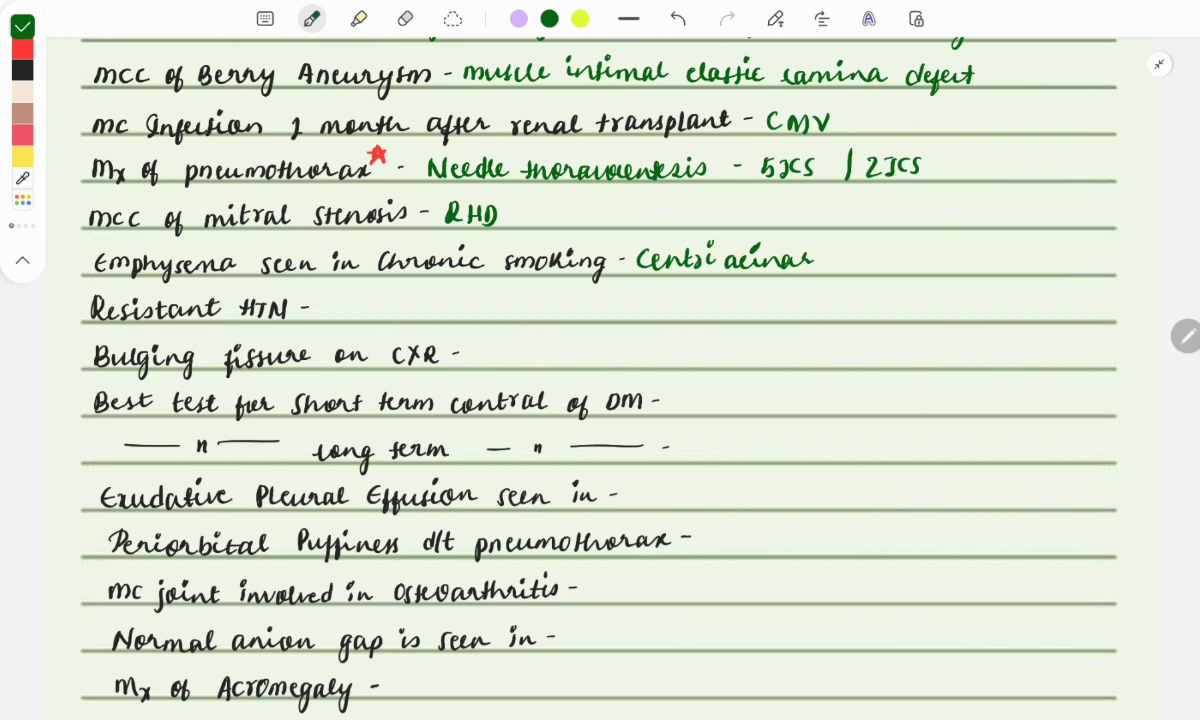 mcc of Berry Aneurysm - muscle intimal elastic lamina defect
mc Infection 1 month after renal transplant - CMV
Mx of pneumothorax - Needle thoracocentesis - 5ICS / 2ICS
mcc of mitral stenosis - RHD
Emphysema seen in chronic smoking - Centri acinar
Resistant HTN -
Bulging fissure on CXR -
Best test for short term control of DM -
—— n —— long term — n —— -
Exudative Pleural Effusion seen in -
Periorbital Puffiness d/t pneumothorax -
mc joint involved in Osteoarthritis -
Normal anion gap is seen in -
Mx of Acromegaly -